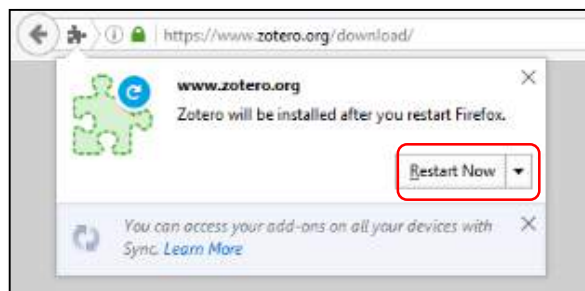 https://www.zotero.org/download/
www.zotero.org
Zotero will be installed after you restart Firefox.
Restart Now
You can access your add-ons on all your devices with
Sync. Learn More